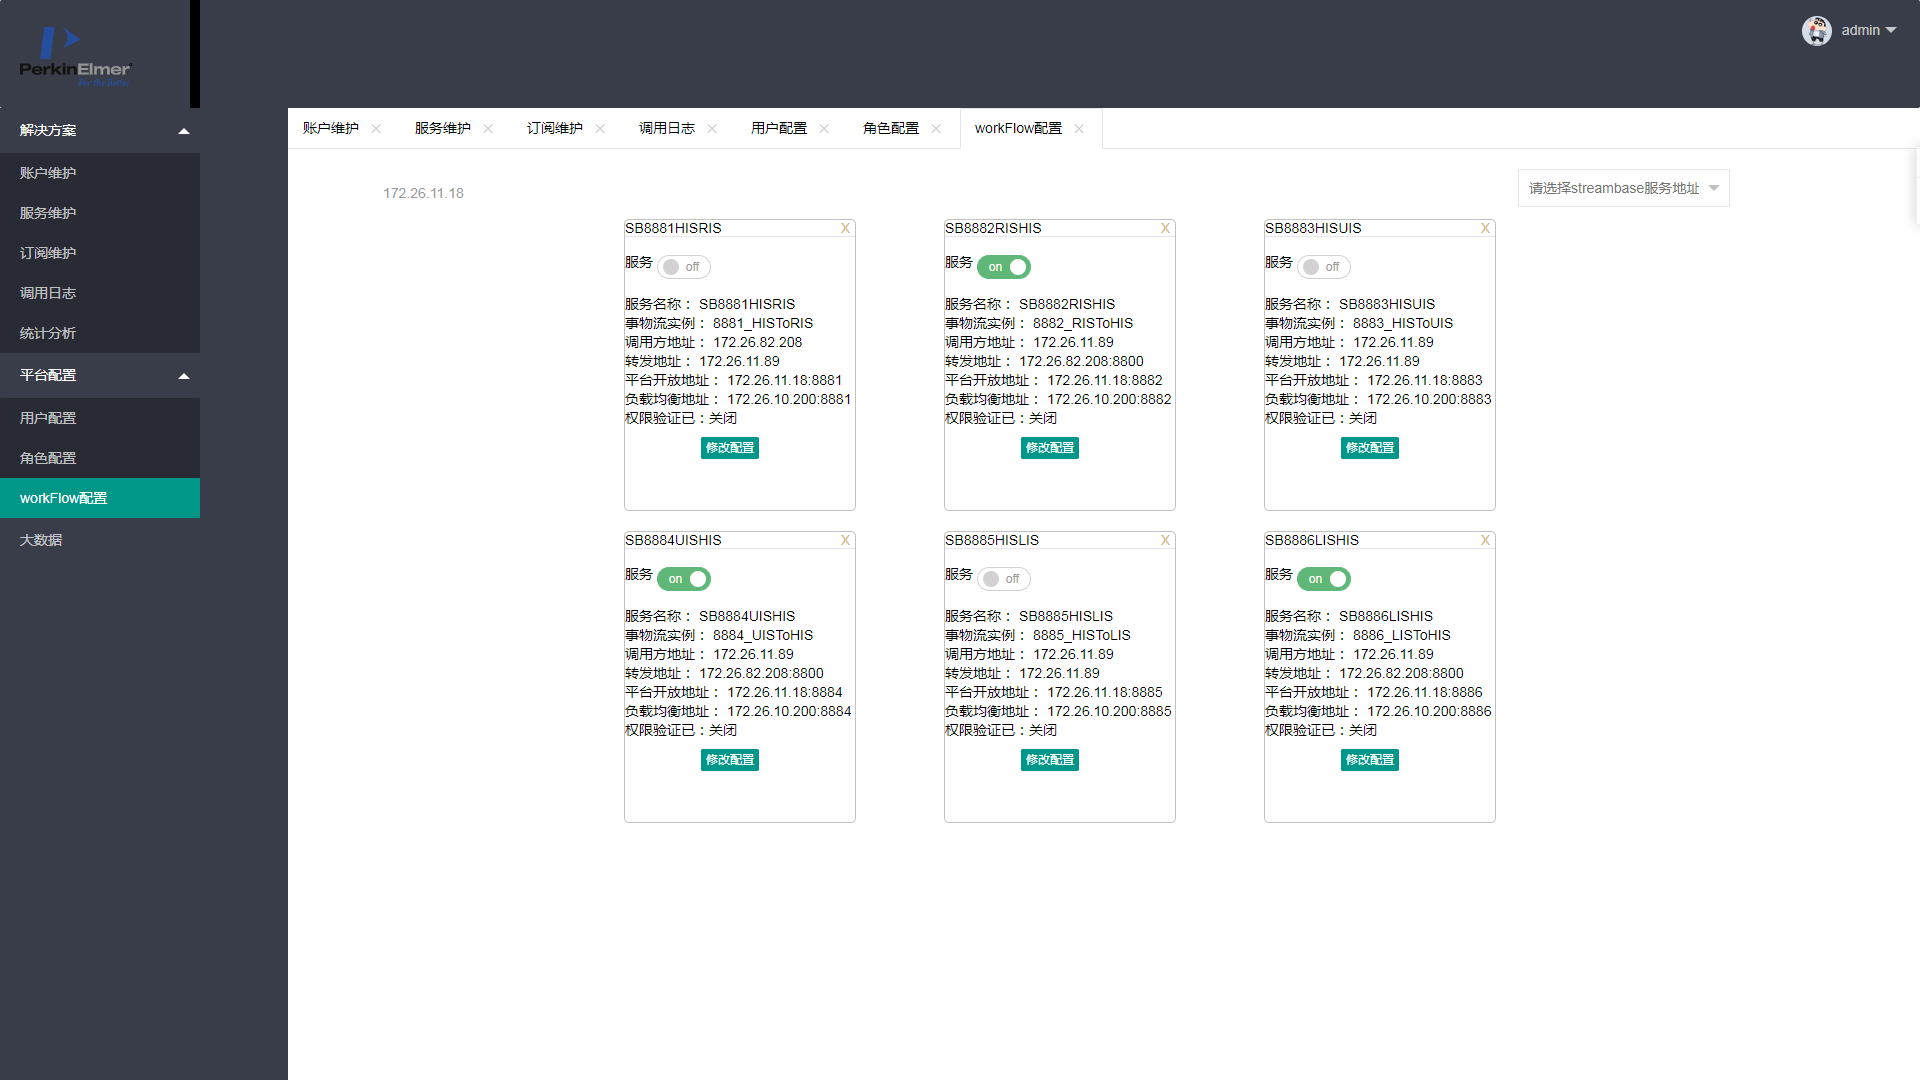 PerkinElmer
For the Better
admin
解决方案
账户维护
服务维护
订阅维护
调用日志
统计分析
平台配置
用户配置
角色配置
workFlow配置
大数据
账户维护
服务维护
订阅维护
调用日志
用户配置
角色配置
workFlow配置
172.26.11.18
请选择streambase服务地址
SB8881HISRIS X
服务 off
服务名称： SB8881HISRIS
事物流实例： 8881_HISToRIS
调用方地址： 172.26.82.208
转发地址： 172.26.11.89
平台开放地址： 172.26.11.18:8881
负载均衡地址： 172.26.10.200:8881
权限验证已：关闭
修改配置
SB8882RISHIS X
服务 on
服务名称： SB8882RISHIS
事物流实例： 8882_RISToHIS
调用方地址： 172.26.11.89
转发地址： 172.26.82.208:8800
平台开放地址： 172.26.11.18:8882
负载均衡地址： 172.26.10.200:8882
权限验证已：关闭
修改配置
SB8883HISUIS X
服务 off
服务名称： SB8883HISUIS
事物流实例： 8883_HISToUIS
调用方地址： 172.26.11.89
转发地址： 172.26.11.89
平台开放地址： 172.26.11.18:8883
负载均衡地址： 172.26.10.200:8883
权限验证已：关闭
修改配置
SB8884UISHIS X
服务 on
服务名称： SB8884UISHIS
事物流实例： 8884_UISToHIS
调用方地址： 172.26.11.89
转发地址： 172.26.82.208:8800
平台开放地址： 172.26.11.18:8884
负载均衡地址： 172.26.10.200:8884
权限验证已：关闭
修改配置
SB8885HISLIS X
服务 off
服务名称： SB8885HISLIS
事物流实例： 8885_HISToLIS
调用方地址： 172.26.11.89
转发地址： 172.26.11.89
平台开放地址： 172.26.11.18:8885
负载均衡地址： 172.26.10.200:8885
权限验证已：关闭
修改配置
SB8886LISHIS X
服务 on
服务名称： SB8886LISHIS
事物流实例： 8886_LISToHIS
调用方地址： 172.26.11.89
转发地址： 172.26.82.208:8800
平台开放地址： 172.26.11.18:8886
负载均衡地址： 172.26.10.200:8886
权限验证已：关闭
修改配置